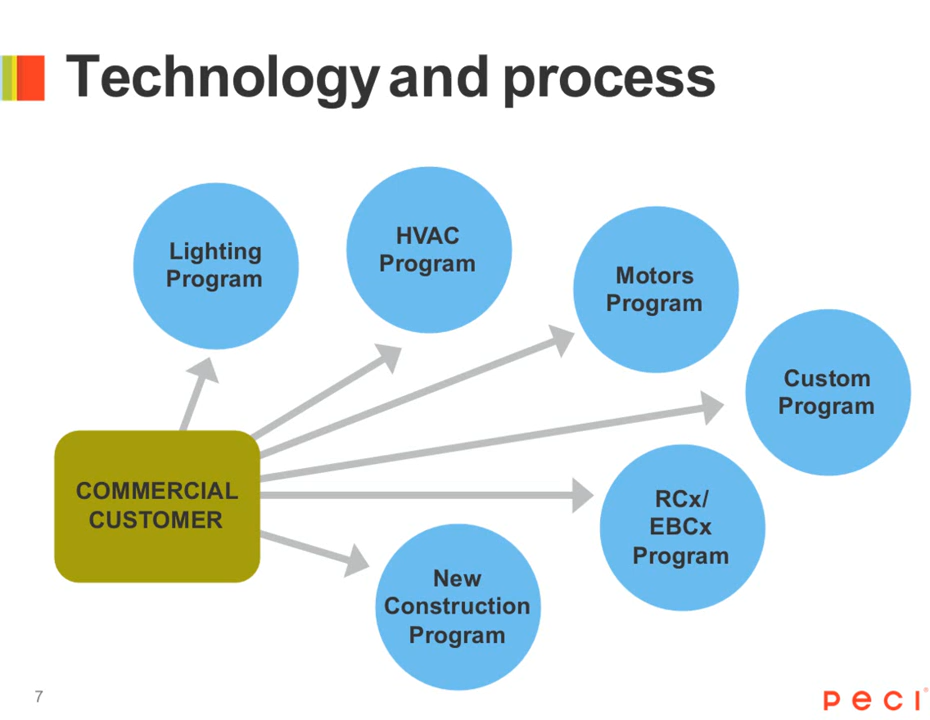 Technology and process
Lighting
Program
HVAC
Program
Motors
Program
Custom
Program
COMMERCIAL
CUSTOMER
RCx/
EBCx
Program
New
Construction
Program
7
peci®